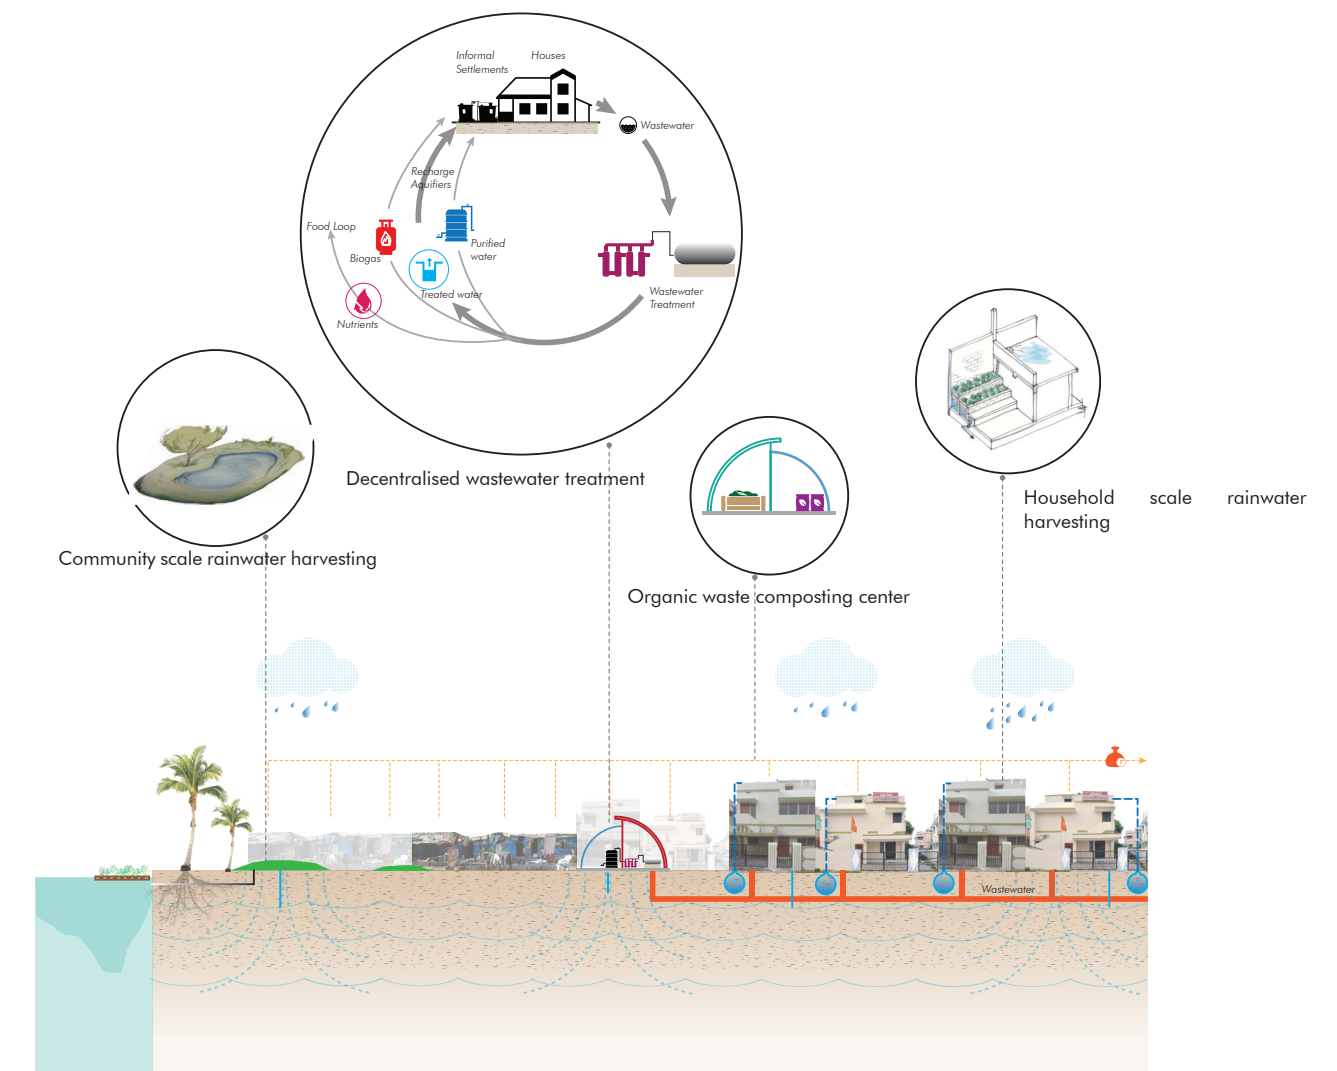 Informal
Settlements
Houses
Wastewater
Recharge
Aquifiers
Food Loop
Biogas
Purified
water
Treated water
Nutrients
Wastewater
Treatment
Decentralised wastewater treatment
Community scale rainwater harvesting
Organic waste composting center
Household scale rainwater
harvesting
Wastewater